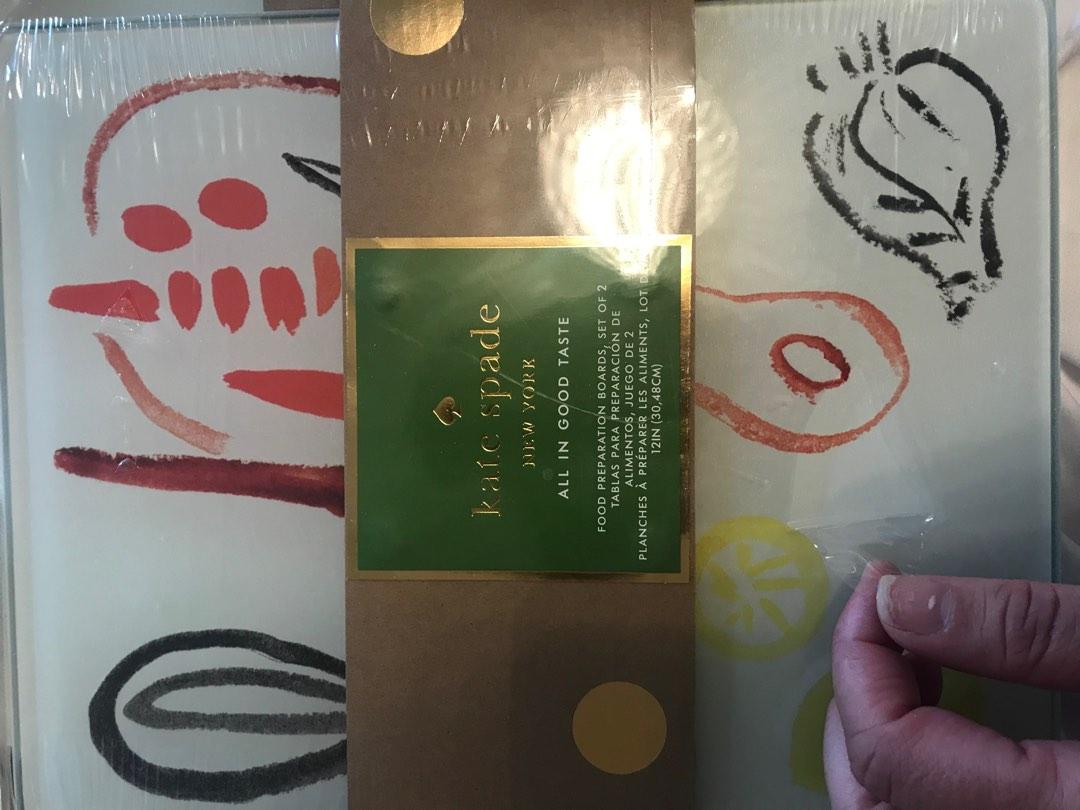 kate spade
NEW YORK
ALL IN GOOD TASTE
FOOD PREPARATION BOARDS, SET OF 2
TABLAS PARA PREPARACIÓN DE
ALIMENTOS, JUEGO DE 2
PLANCHES À PRÉPARER LES ALIMENTS, LOT
12IN (30,48CM)